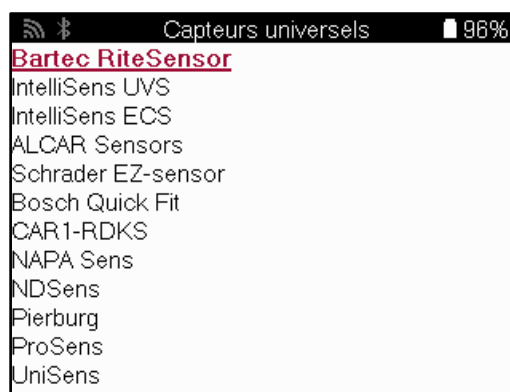 Capteurs universels 96%
Bartec RiteSensor
IntelliSens UVS
IntelliSens ECS
ALCAR Sensors
Schrader EZ-sensor
Bosch Quick Fit
CAR1-RDKS
NAPA Sens
NDSens
Pierburg
ProSens
UniSens